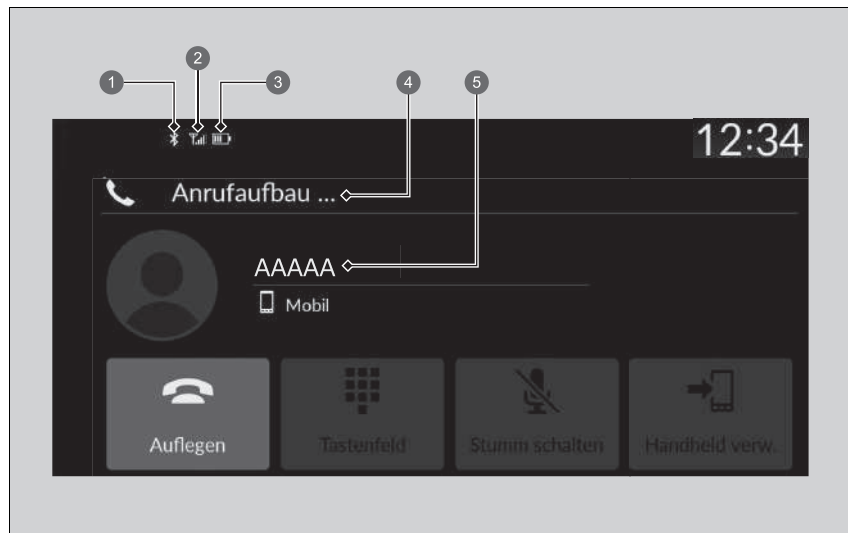 1 2 3 4 5
12:34
Anrufaufbau ...
AAAAA
Mobil
Auflegen Tastenfeld Stumm schalten Handheld verw.